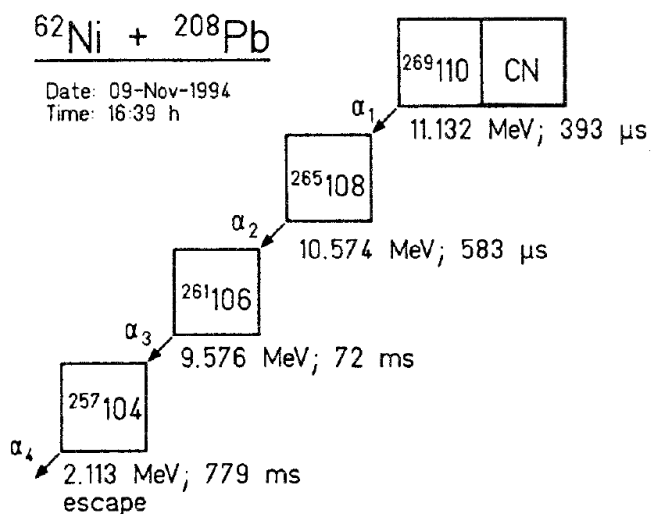 ⁶²Ni + ²⁰⁸Pb
Date: 09-Nov-1994
Time: 16:39 h
²⁶⁹110 CN
α₁
11.132 MeV; 393 µs
²⁶⁵108
α₂
10.574 MeV; 583 µs
²⁶¹106
α₃
9.576 MeV; 72 ms
²⁵⁷104
α₄
2.113 MeV; 779 ms
escape